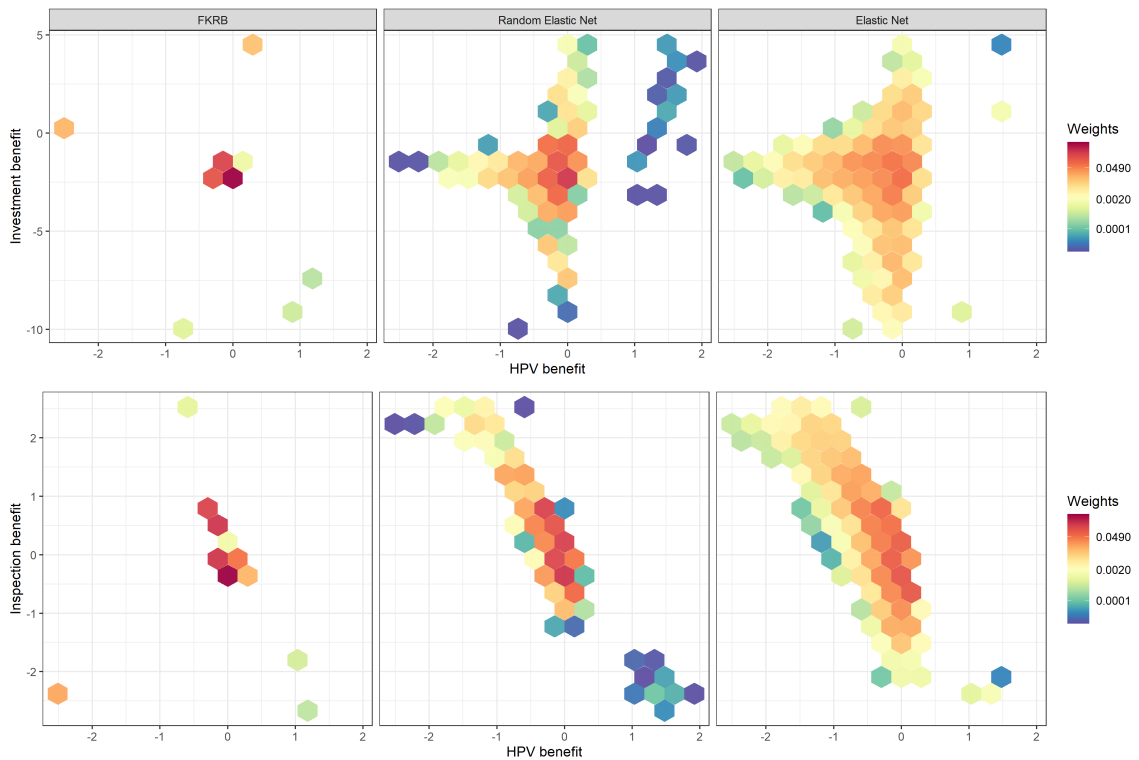 FKRB Random Elastic Net Elastic Net
5
0
-5
-10
Investment benefit
-2 -1 0 1 2 -2 -1 0 1 2 -2 -1 0 1 2
HPV benefit
Weights
0.0490
0.0020
0.0001
2
1
0
-1
-2
Inspection benefit
-2 -1 0 1 2 -2 -1 0 1 2 -2 -1 0 1 2
HPV benefit
Weights
0.0490
0.0020
0.0001